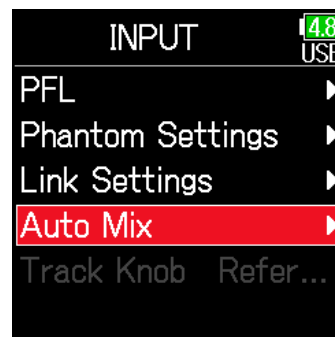 INPUT
4.8
USB
PFL
Phantom Settings
Link Settings
Auto Mix
Track Knob Refer...